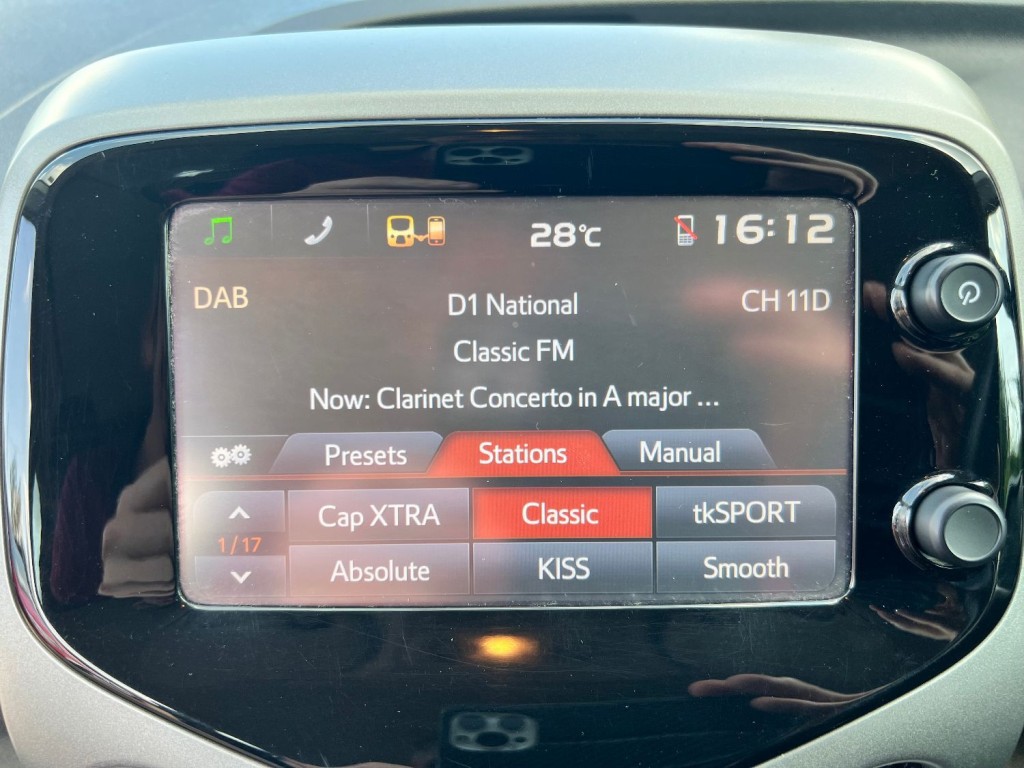 28°C 16:12
DAB D1 National CH 11D
Classic FM
Now: Clarinet Concerto in A major ...
Presets Stations Manual
Cap XTRA Classic tkSPORT
1/17
Absolute KISS Smooth